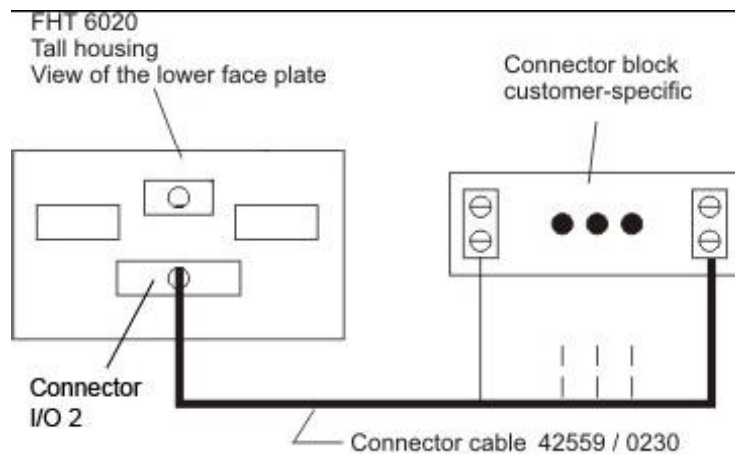 FHT 6020
Tall housing
View of the lower face plate
Connector block
customer-specific
Connector
I/O 2
Connector cable 42559 / 0230